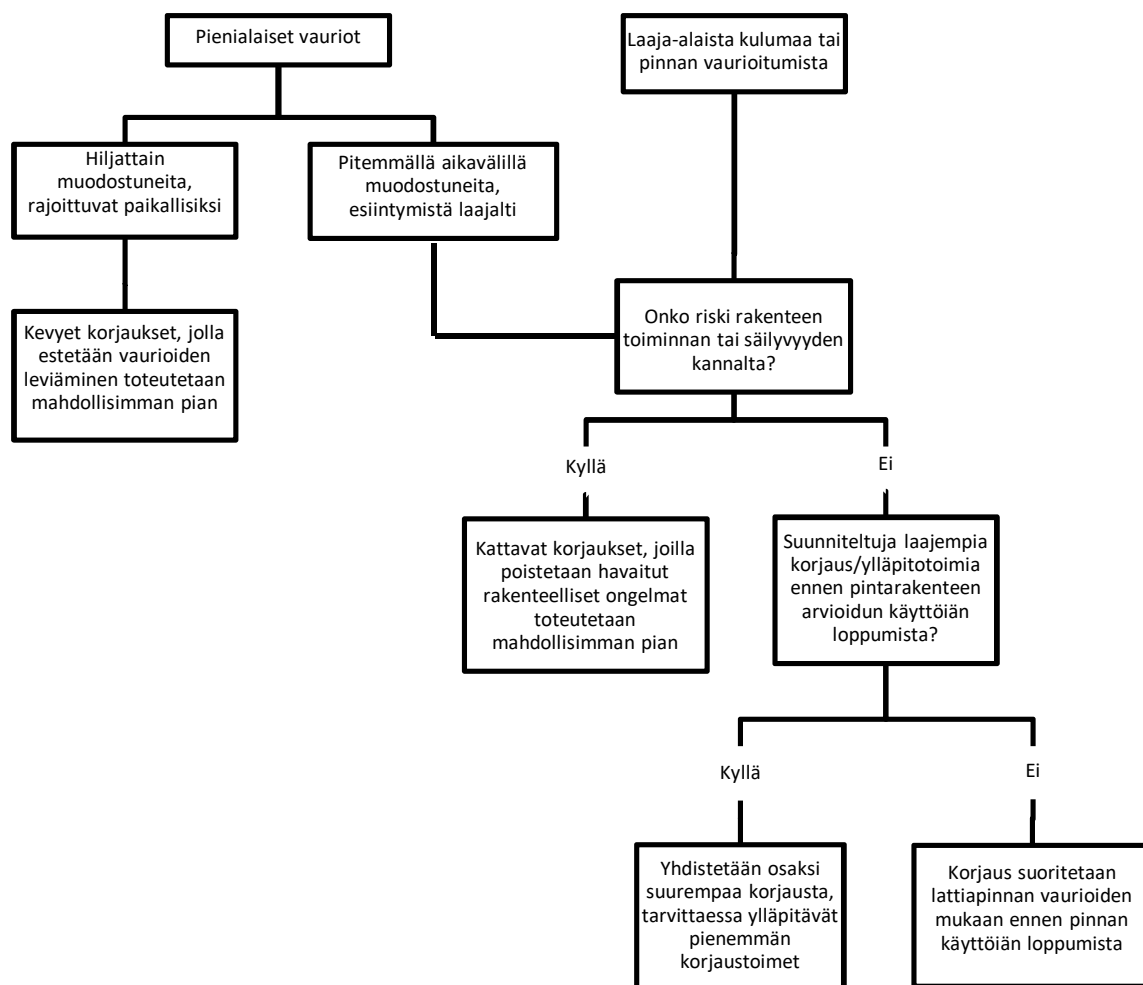 Pienialaiset vauriot
Laaja-alaista kulumaa tai
pinnan vaurioitumista
Hiljattain
muodostuneita,
rajoittuvat paikallisiksi
Pitemmällä aikavälillä
muodostuneita,
esiintymistä laajalti
Kevyet korjaukset, jolla
estetään vaurioiden
leviäminen toteutetaan
mahdollisimman pian
Onko riski rakenteen
toiminnan tai säilyvyyden
kannalta?
Kyllä
Ei
Kattavat korjaukset, joilla
poistetaan havaitut
rakenteelliset ongelmat
toteutetaan
mahdollisimman pian
Suunniteltuja laajempia
korjaus/ylläpitotoimia
ennen pintarakenteen
arvioidun käyttöiän
loppumista?
Kyllä
Ei
Yhdistetään osaksi
suurempaa korjausta,
tarvittaessa ylläpitävät
pienemmän
korjaustoimet
Korjaus suoritetaan
lattiapinnan vaurioiden
mukaan ennen pinnan
käyttöiän loppumista